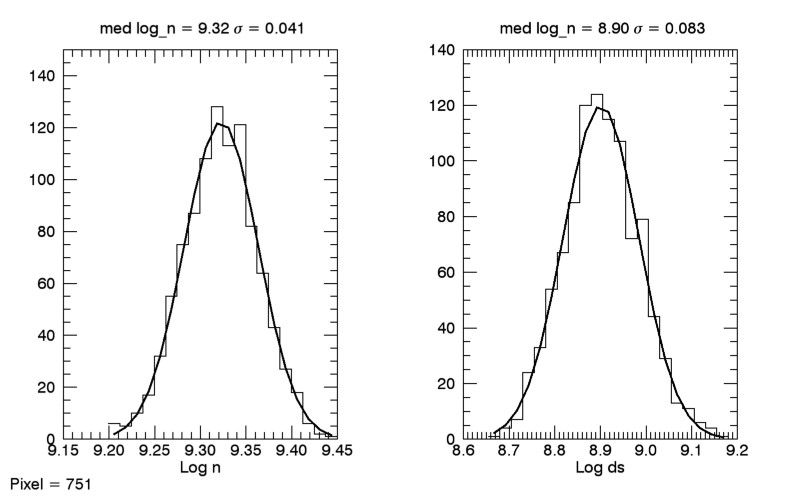 med log_n = 9.32 σ = 0.041
med log_n = 8.90 σ = 0.083
140
120
100
80
60
40
20
0
9.15 9.20 9.25 9.30 9.35 9.40 9.45
Log n
140
120
100
80
60
40
20
0
8.6 8.7 8.8 8.9 9.0 9.1 9.2
Log ds
Pixel = 751